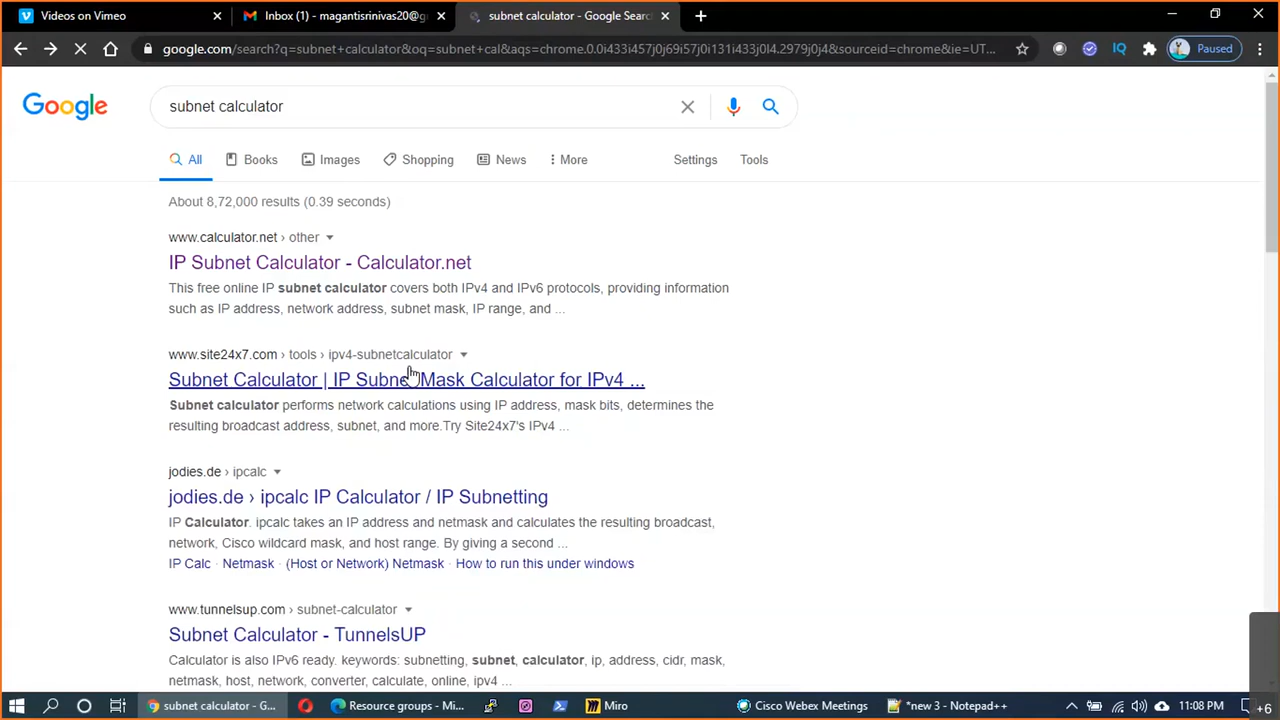 Videos on Vimeo
Inbox (1) - magantisrinivas20@g
subnet calculator - Google Searc
google.com/search?q=subnet+calculator&oq=subnet+cal&aqs=chrome.0.0i433i457j0j69i57j0i131i433j0l4.2979j0j4&sourceid=chrome&ie=UT...
IQ
Paused
Google
subnet calculator
All
Books
Images
Shopping
News
More
Settings
Tools
About 8,72,000 results (0.39 seconds)
www.calculator.net › other
IP Subnet Calculator - Calculator.net
This free online IP subnet calculator covers both IPv4 and IPv6 protocols, providing information
such as IP address, network address, subnet mask, IP range, and ...
www.site24x7.com › tools › ipv4-subnetcalculator
Subnet Calculator | IP Subnet Mask Calculator for IPv4 ...
Subnet calculator performs network calculations using IP address, mask bits, determines the
resulting broadcast address, subnet, and more.Try Site24x7's IPv4 ...
jodies.de › ipcalc
jodies.de › ipcalc IP Calculator / IP Subnetting
IP Calculator. ipcalc takes an IP address and netmask and calculates the resulting broadcast,
network, Cisco wildcard mask, and host range. By giving a second ...
IP Calc · Netmask · (Host or Network) Netmask · How to run this under windows
www.tunnelsup.com › subnet-calculator
Subnet Calculator - TunnelsUP
Calculator is also IPv6 ready. keywords: subnetting, subnet, calculator, ip, address, cidr, mask,
netmask, host, network, converter, calculate, online, ipv4 ...
subnet calculator - G...
Resource groups - Mi...
Miro
Cisco Webex Meetings
*new 3 - Notepad++
11:08 PM
+6